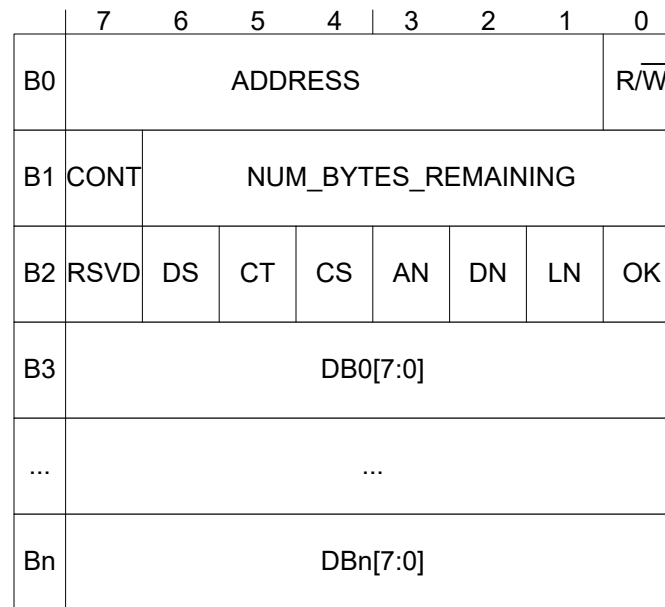 7 6 5 4 3 2 1 0
B0 ADDRESS R/W̅
B1 CONT NUM_BYTES_REMAINING
B2 RSVD DS CT CS AN DN LN OK
B3 DB0[7:0]
... ...
Bn DBn[7:0]